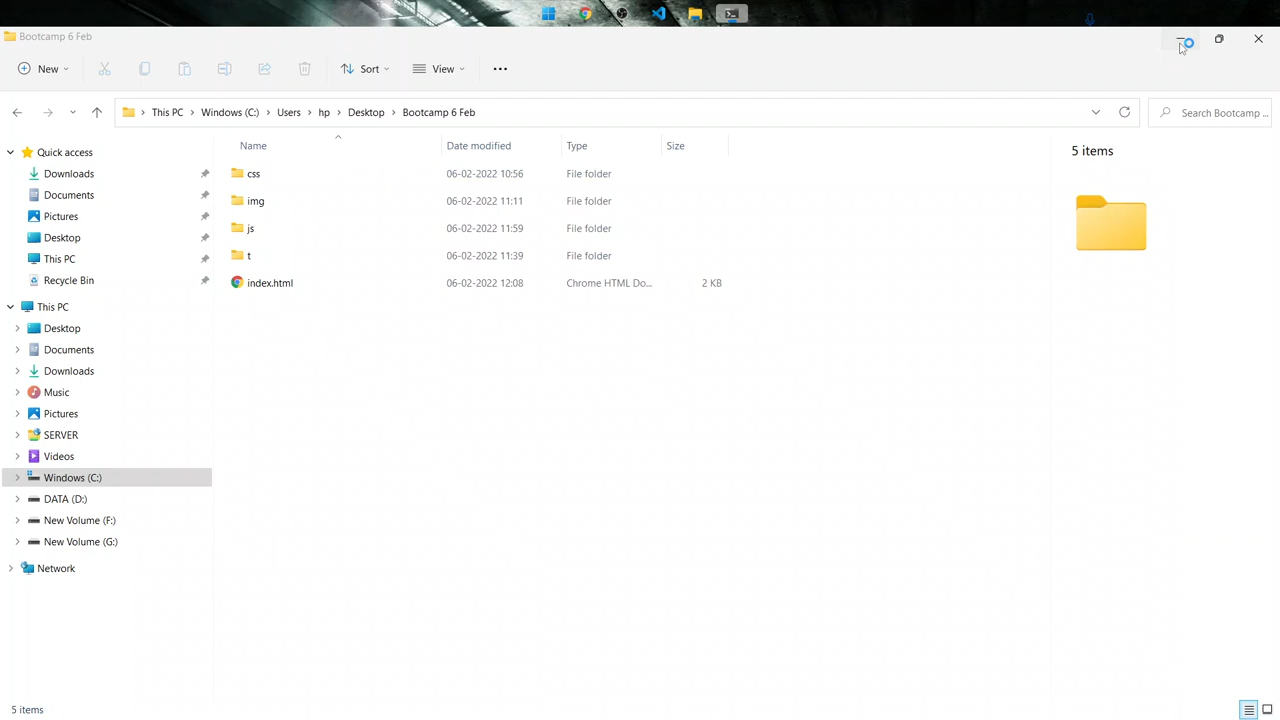 Bootcamp 6 Feb
New
Sort
View
This PC
Windows (C:)
Users
hp
Desktop
Bootcamp 6 Feb
Search Bootcamp ...
Quick access
Downloads
Documents
Pictures
Desktop
This PC
Recycle Bin
This PC
Desktop
Documents
Downloads
Music
Pictures
SERVER
Videos
Windows (C:)
DATA (D:)
New Volume (F:)
New Volume (G:)
Network
Name Date modified Type Size
css 06-02-2022 10:56 File folder
img 06-02-2022 11:11 File folder
js 06-02-2022 11:59 File folder
t 06-02-2022 11:39 File folder
index.html 06-02-2022 12:08 Chrome HTML Do... 2 KB
5 items
5 items